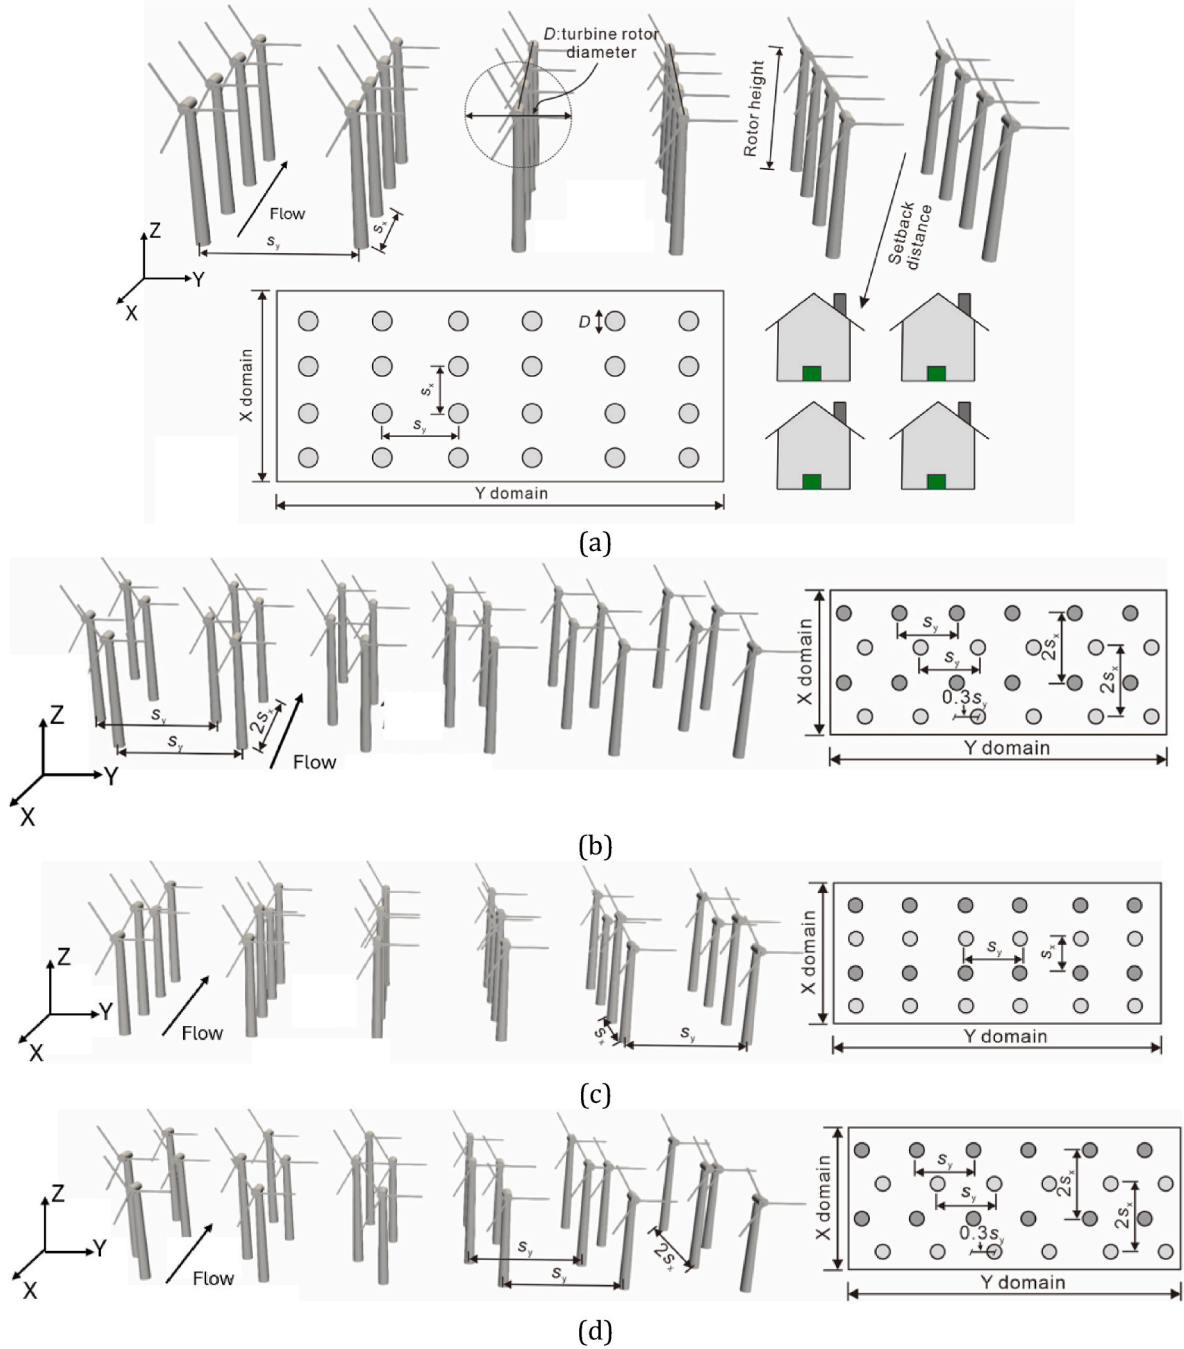 D:turbine rotor
diameter
Rotor height
Flow
s_x
s_y
Setback
distance
Z
Y
X
D
X domain
s_x
s_y
Y domain
(a)
s_y
s_y
2s_x
Flow
Z
Y
X
X domain
s_y
s_y
2s_x
2s_x
0.3s_y
Y domain
(b)
Z
Y
X
Flow
s_x
s_y
X domain
s_y
s_x
Y domain
(c)
Z
Y
X
Flow
s_y
s_y
2s_x
X domain
s_y
s_y
2s_x
2s_x
0.3s_y
Y domain
(d)